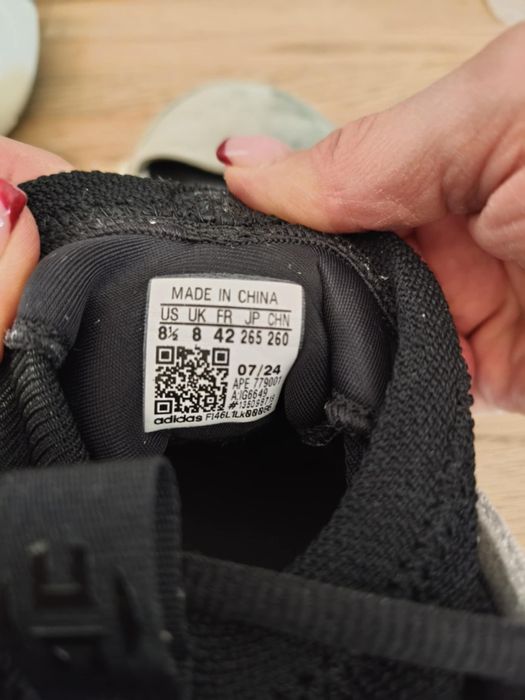 MADE IN CHINA
US UK FR JP CHN
8½ 8 42 265 260
07/24
APE 779001
adidas